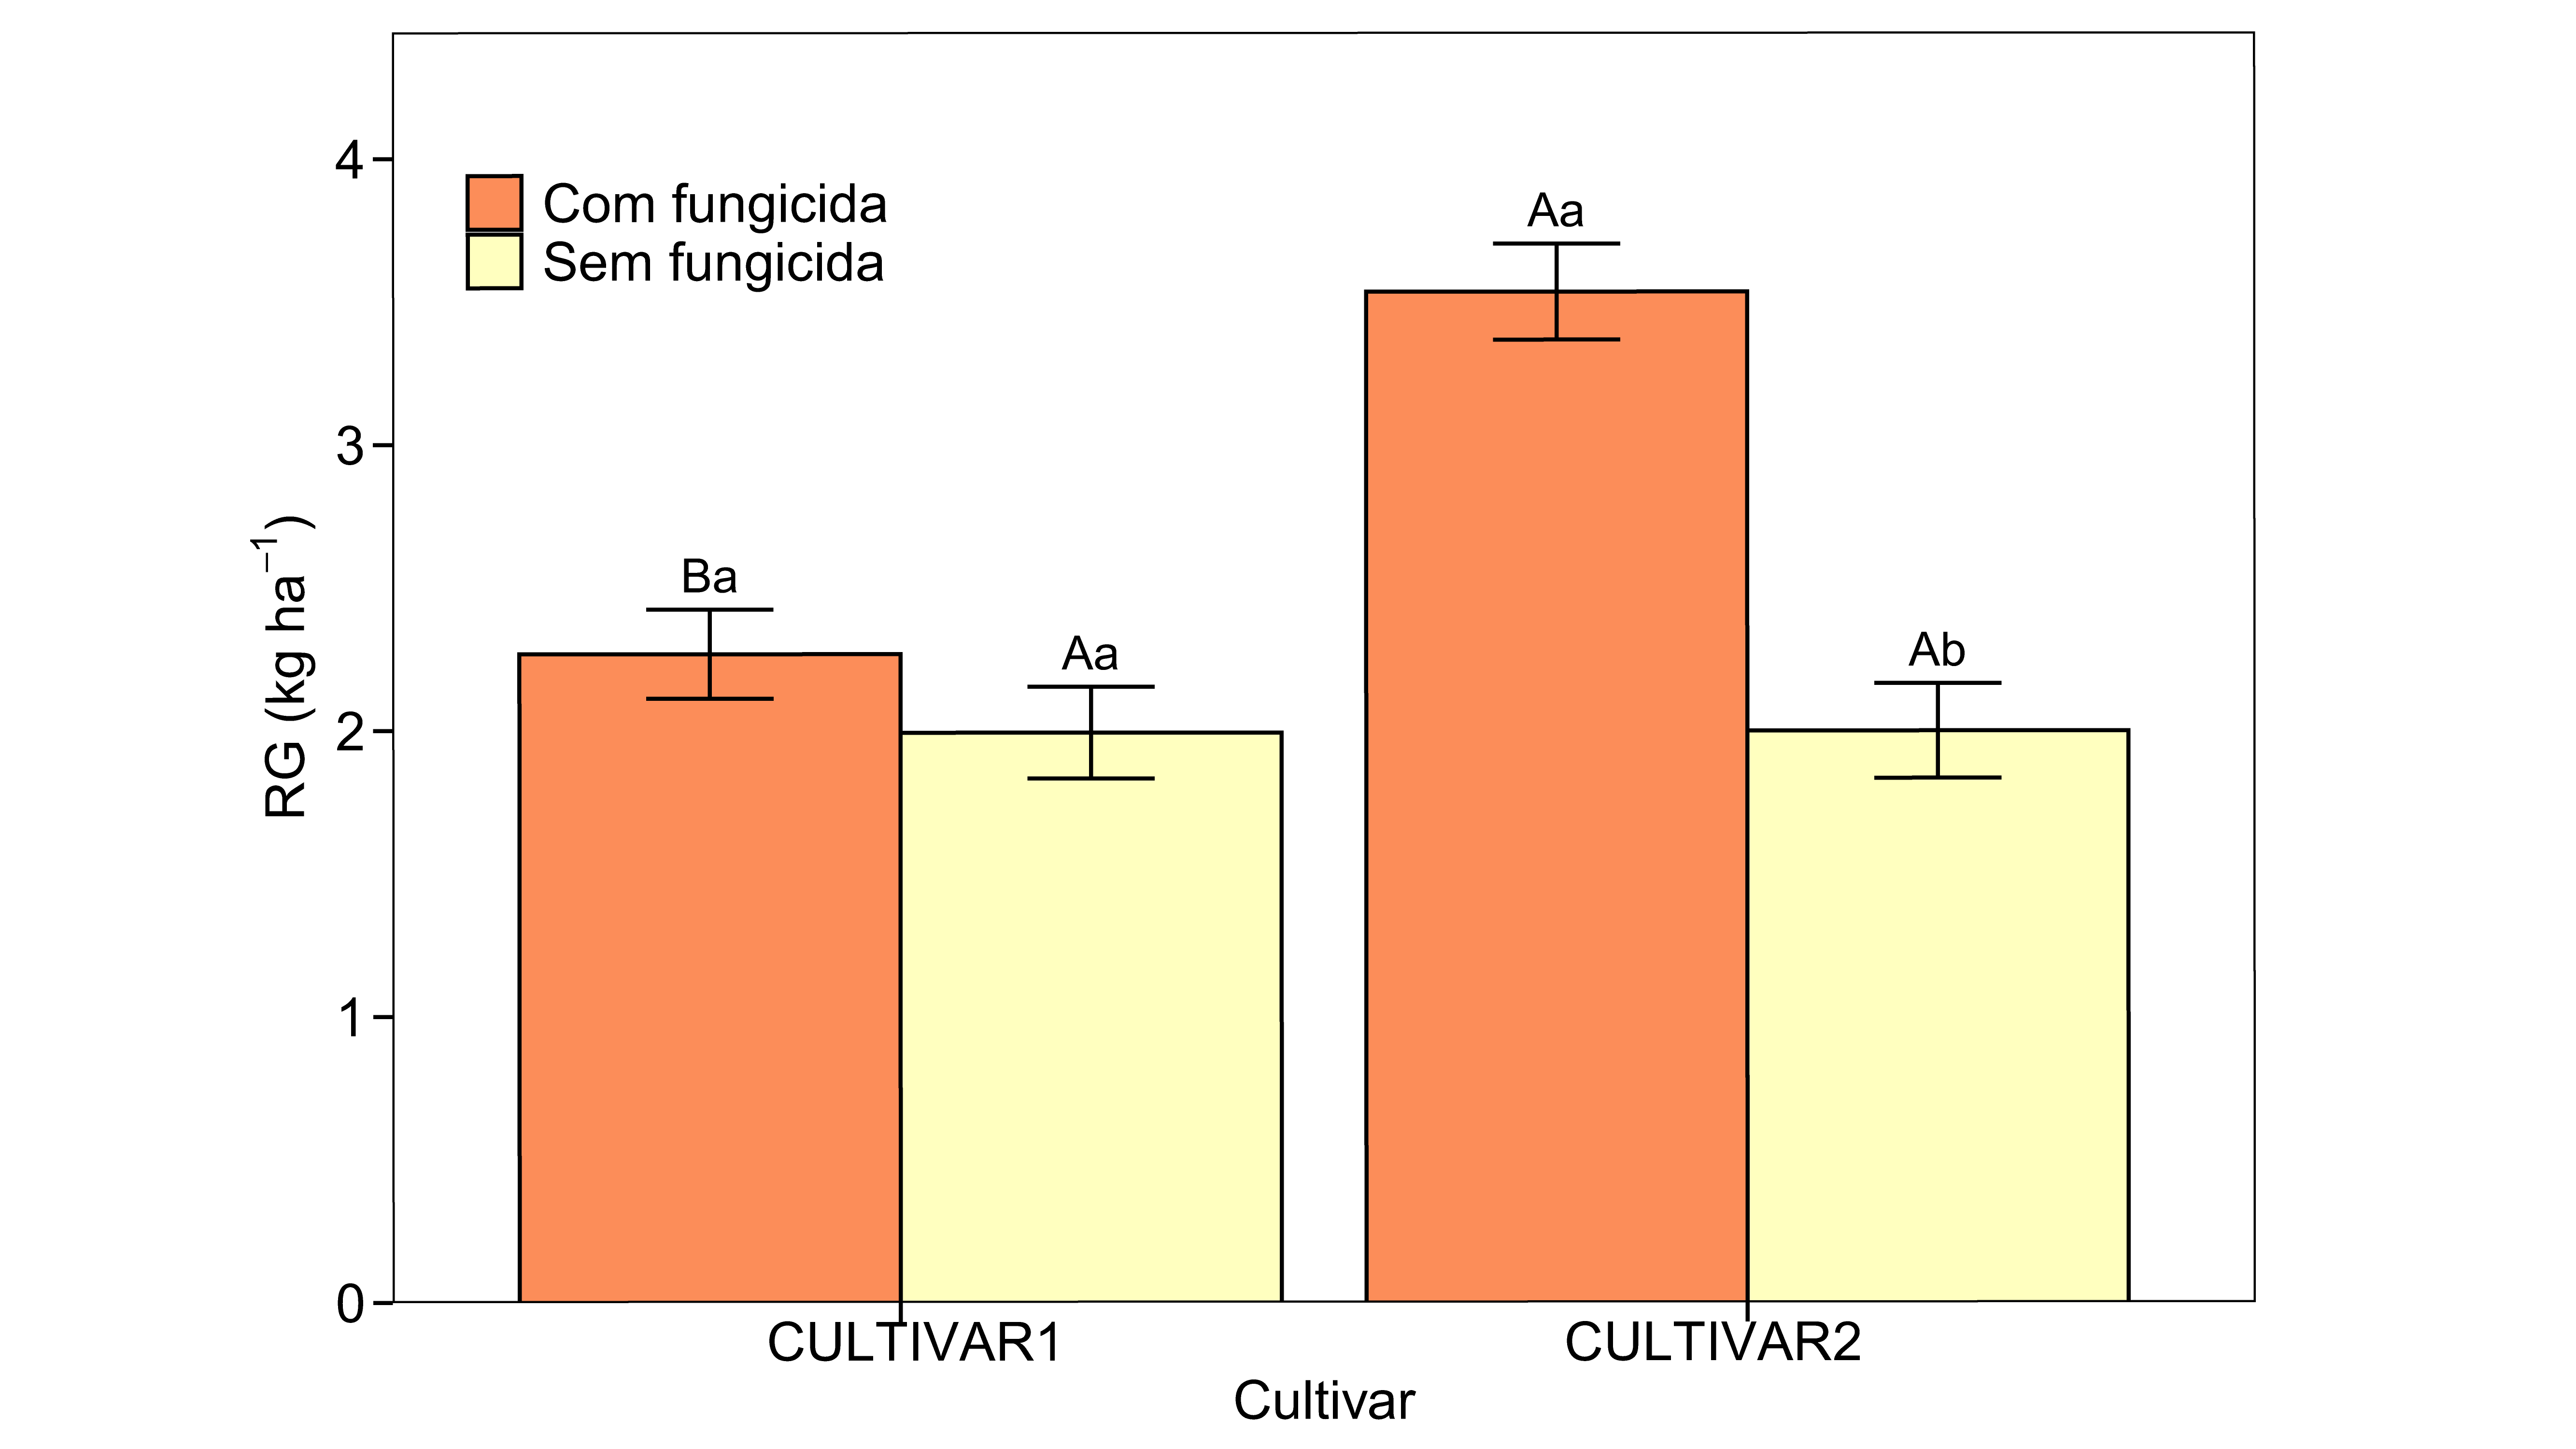 4
3
2
1
0
RG (kg ha⁻¹)
Com fungicida
Sem fungicida
Ba
Aa
Aa
Ab
CULTIVAR1
CULTIVAR2
Cultivar